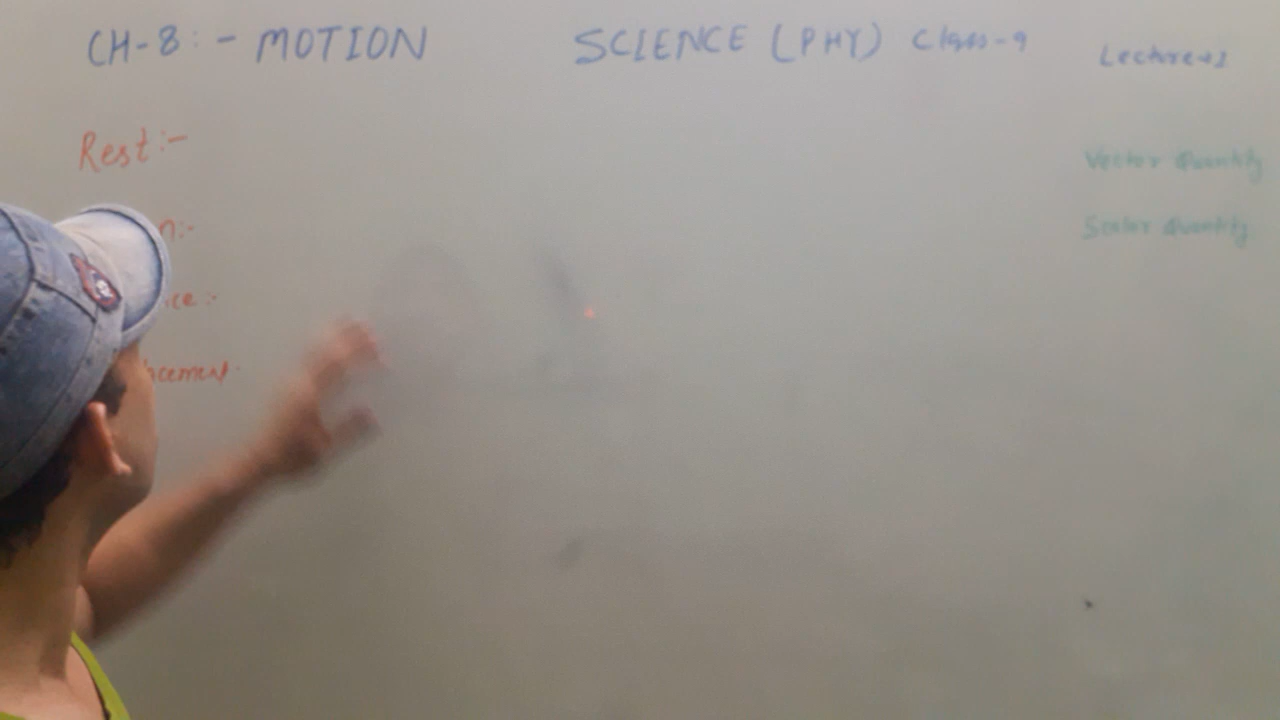 CH-8:- MOTION SCIENCE (PHY) Class-9 Lecture-1
Rest:-
n:-
ce:-
cement-
Vector Quantity
Scalar Quantity